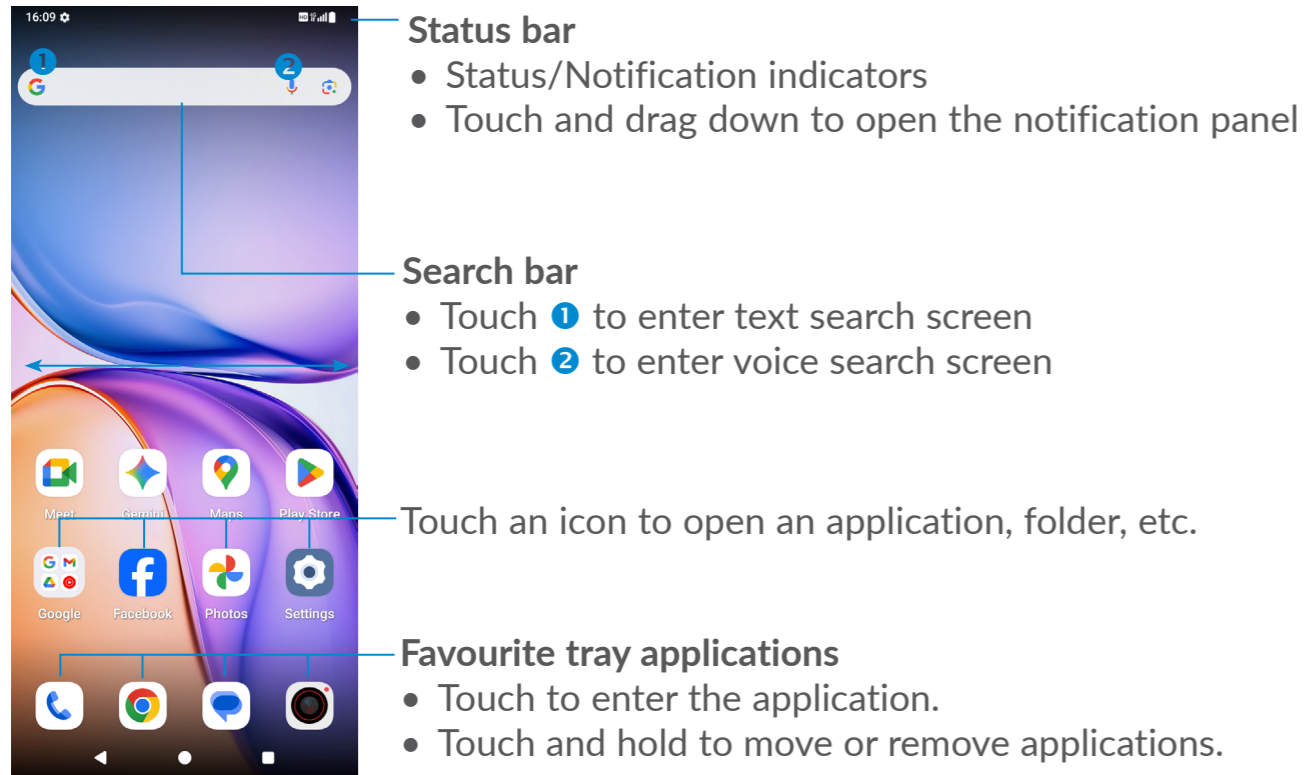 16:09
Status bar
• Status/Notification indicators
• Touch and drag down to open the notification panel
1
2
G
Search bar
• Touch ❶ to enter text search screen
• Touch ❷ to enter voice search screen
Meet Gemini Maps Play Store
Touch an icon to open an application, folder, etc.
Google Facebook Photos Settings
Favourite tray applications
• Touch to enter the application.
• Touch and hold to move or remove applications.